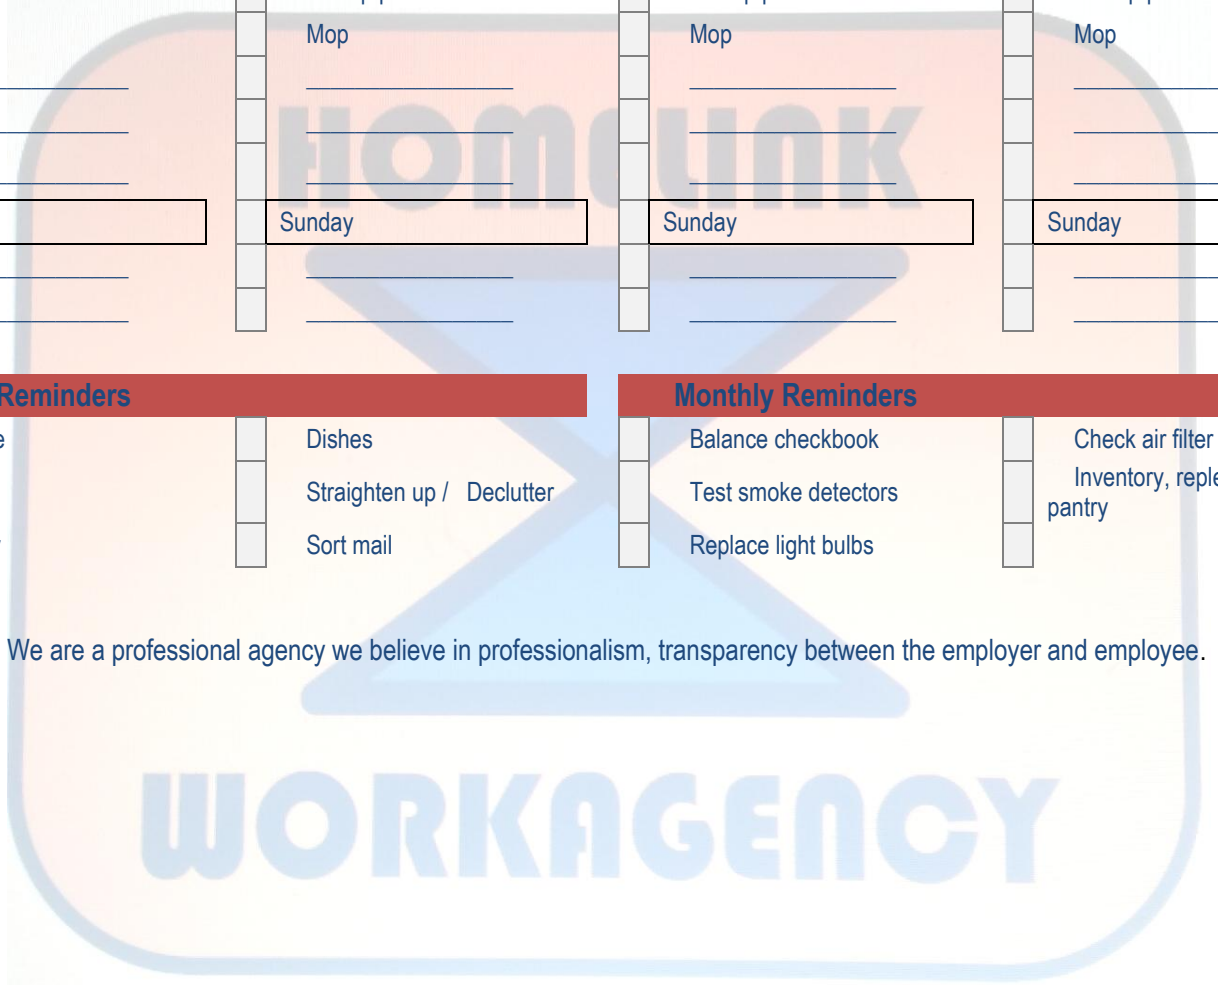 Mop Mop Mop
HOMELINK
Sunday Sunday Sunday
Reminders Monthly Reminders
Dishes Balance checkbook Check air filter
Straighten up / Declutter Test smoke detectors Inventory,
pantry
Sort mail Replace light bulbs
We are a professional agency we believe in professionalism, transparency between the employer and employee.
WORKAGENCY